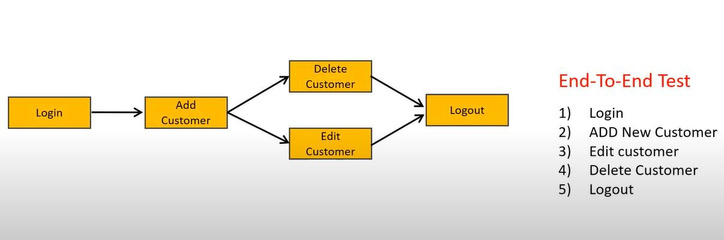 Login
Add
Customer
Delete
Customer
Edit
Customer
Logout
End-To-End Test
1) Login
2) ADD New Customer
3) Edit customer
4) Delete Customer
5) Logout